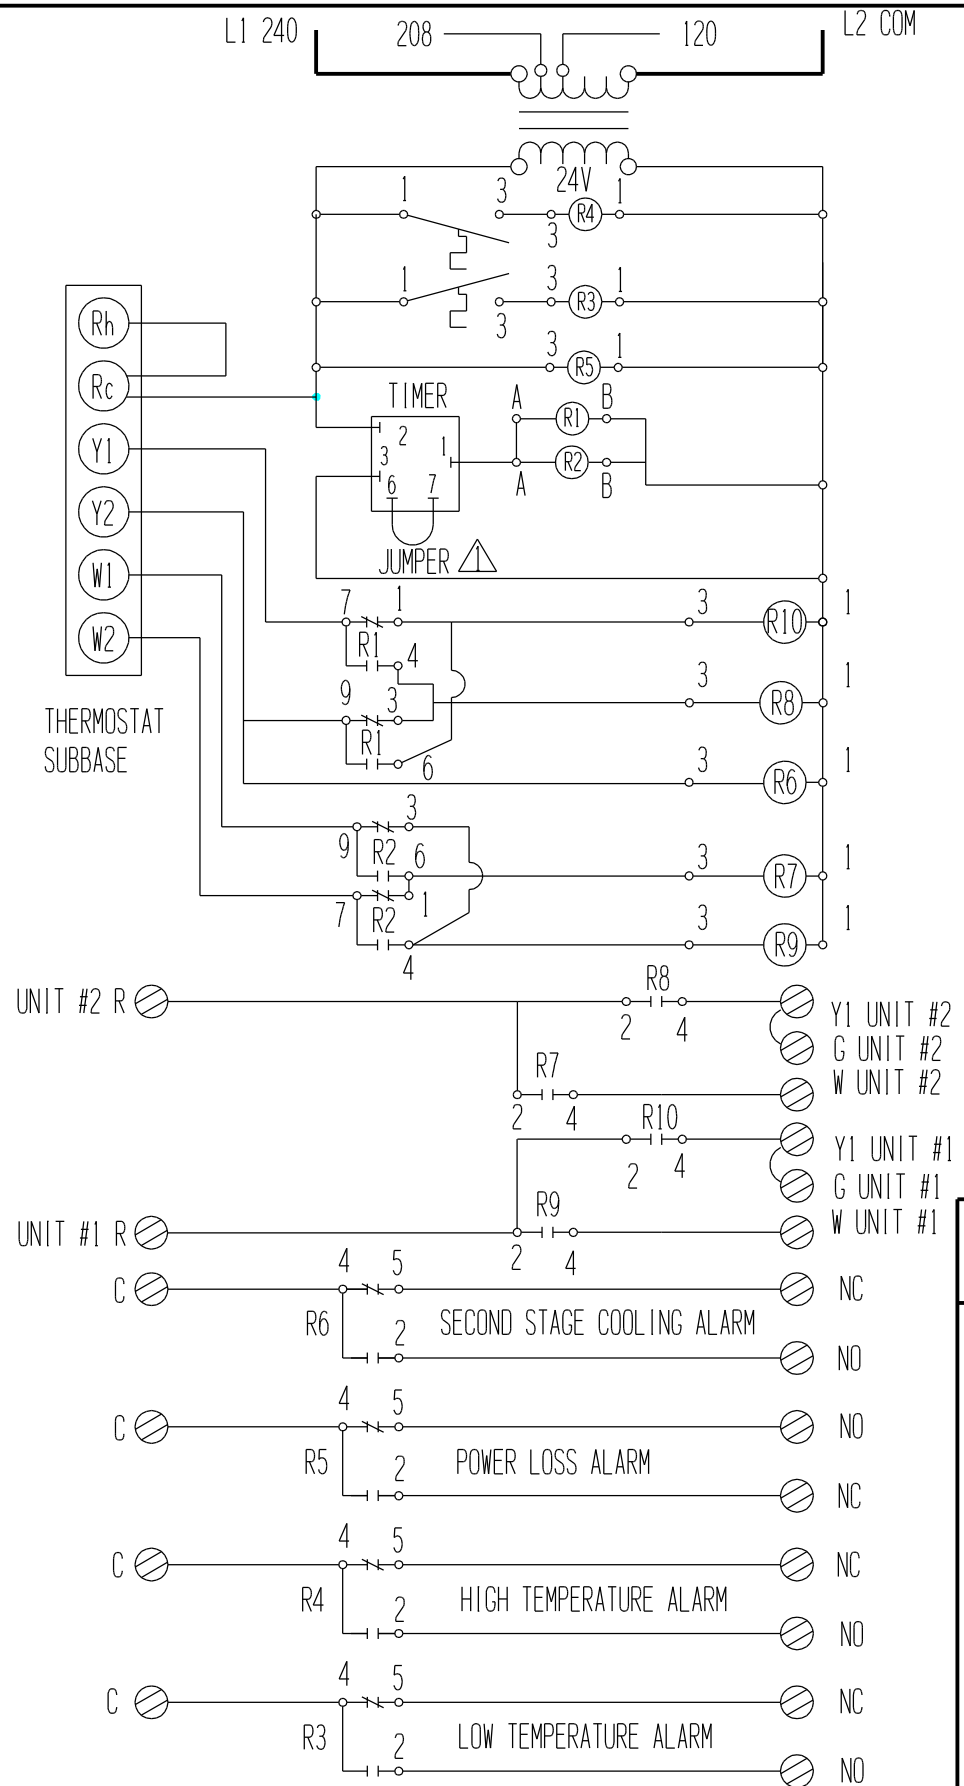 L1 240
208
120
L2 COM
24V
1
3
R4
1
3
1
3
R3
1
3
3
R5
1
Rh
Rc
Y1
Y2
W1
W2
THERMOSTAT
SUBBASE
TIMER
2
3
1
6
7
JUMPER 1
A
R1
B
R2
A
B
7
1
3
R10
1
R1
4
9
3
3
R8
1
R1
6
3
R6
1
3
9
R2
6
3
R7
1
7
R2
1
3
R9
1
4
UNIT #2 R
R8
2
4
Y1 UNIT #2
G UNIT #2
R7
2
4
W UNIT #2
R10
2
4
Y1 UNIT #1
G UNIT #1
UNIT #1 R
R9
2
4
W UNIT #1
C
4
5
NC
R6
SECOND STAGE COOLING ALARM
2
NO
C
4
5
NO
R5
POWER LOSS ALARM
2
NC
C
4
5
NC
R4
HIGH TEMPERATURE ALARM
2
NO
C
4
5
NC
R3
LOW TEMPERATURE ALARM
2
NO